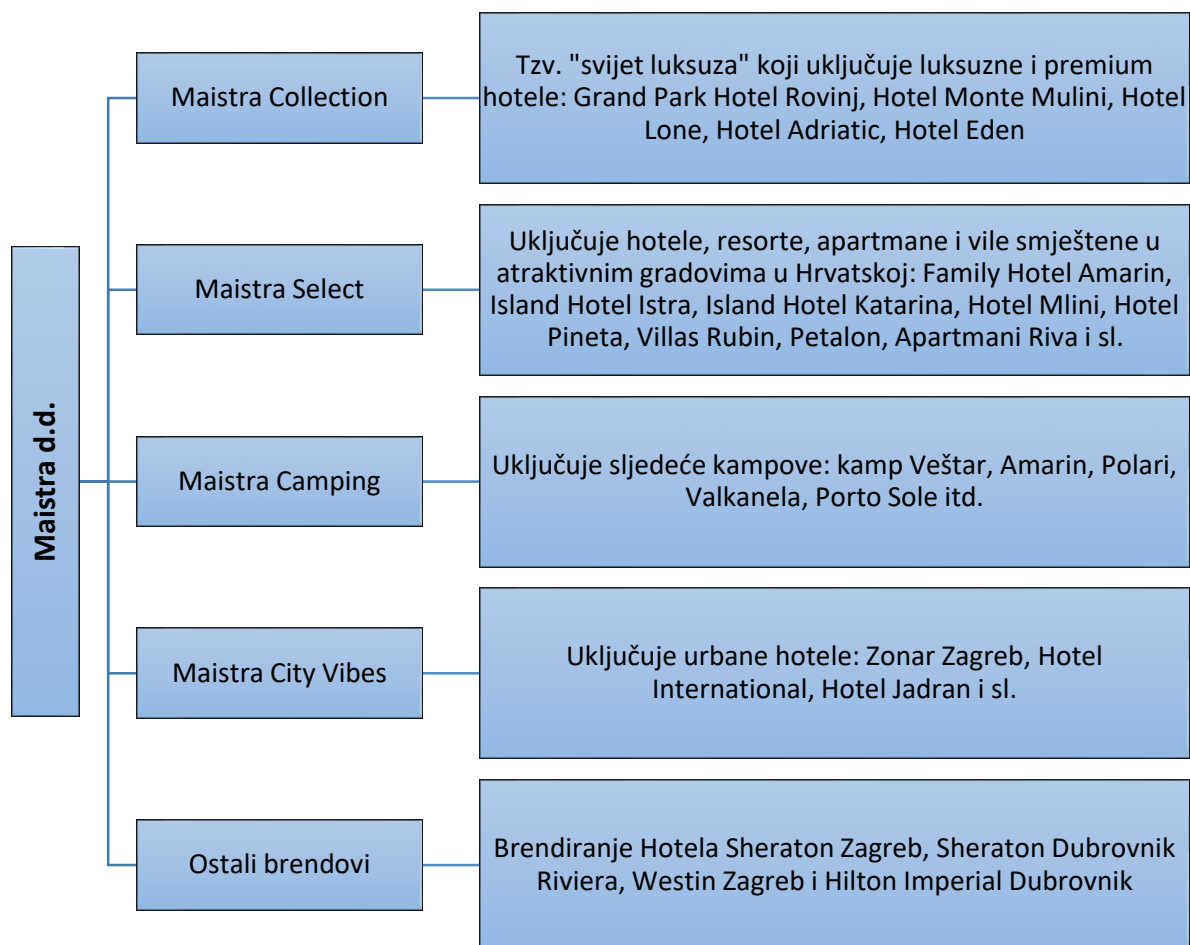 Maistra d.d.
Maistra Collection
Tzv. "svijet luksuza" koji uključuje luksuzne i premium
hotele: Grand Park Hotel Rovinj, Hotel Monte Mulini, Hotel
Lone, Hotel Adriatic, Hotel Eden
Maistra Select
Uključuje hotele, resorte, apartmane i vile smještene u
atraktivnim gradovima u Hrvatskoj: Family Hotel Amarin,
Island Hotel Istra, Island Hotel Katarina, Hotel Mlini, Hotel
Pineta, Villas Rubin, Petalon, Apartmani Riva i sl.
Maistra Camping
Uključuje sljedeće kampove: kamp Veštar, Amarin, Polari,
Valkanela, Porto Sole itd.
Maistra City Vibes
Uključuje urbane hotele: Zonar Zagreb, Hotel
International, Hotel Jadran i sl.
Ostali brendovi
Brendiranje Hotela Sheraton Zagreb, Sheraton Dubrovnik
Riviera, Westin Zagreb i Hilton Imperial Dubrovnik